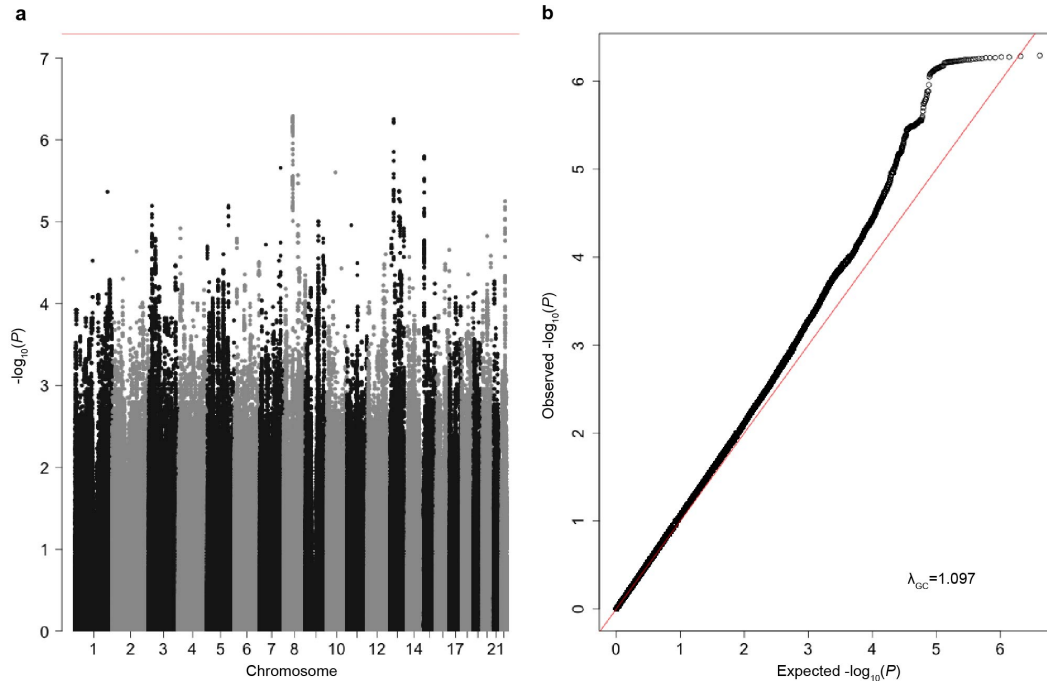 a
7
6
5
4
3
2
1
0
-log₁₀(P)
1 2 3 4 5 6 7 8 10 12 14 17 21
Chromosome
b
6
5
4
3
2
1
0
Observed -log₁₀(P)
λGC=1.097
0 1 2 3 4 5 6
Expected -log₁₀(P)